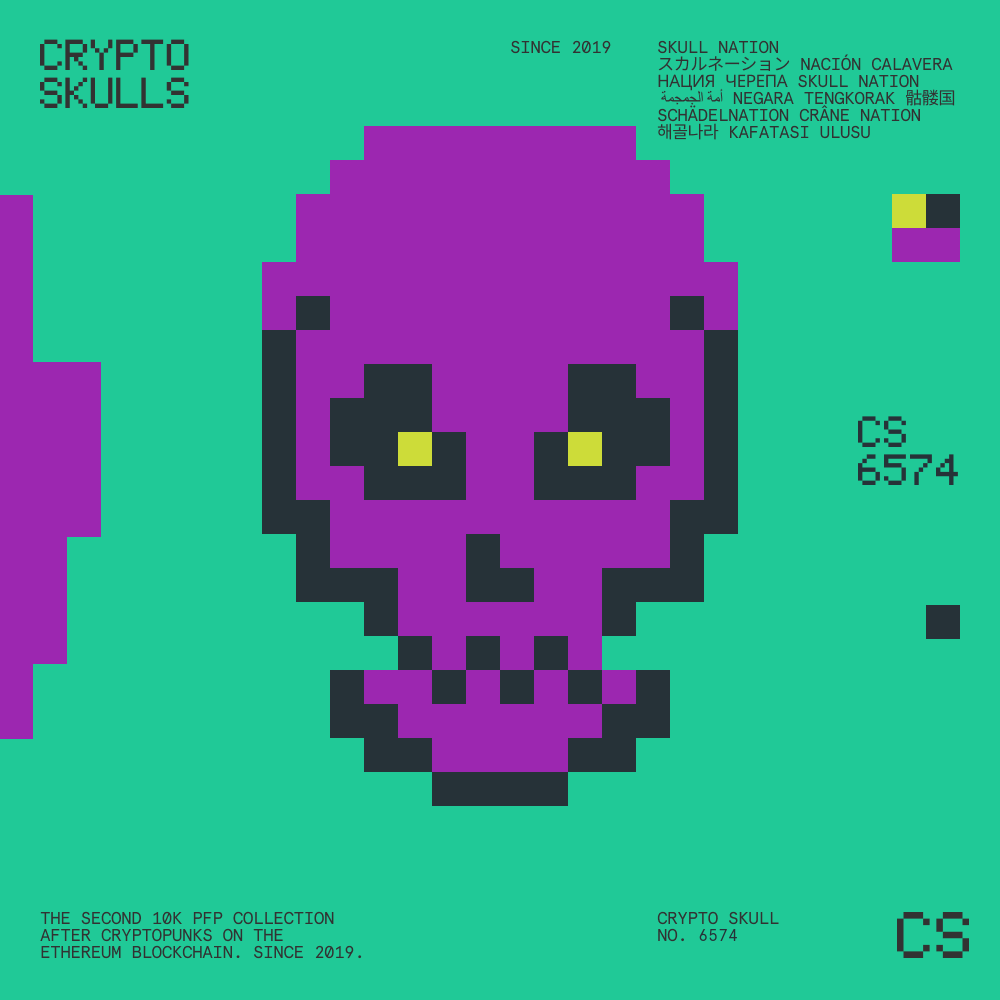 CRYPTO
SKULLS
SINCE 2019
SKULL NATION
スカルネーション NACIÓN CALAVERA
НАЦИЯ ЧЕРЕПА SKULL NATION
أمة الجمجمة NEGARA TENGKORAK 骷髅国
SCHÄDELNATION CRÂNE NATION
해골나라 KAFATASI ULUSU
CS
6574
THE SECOND 10K PFP COLLECTION
AFTER CRYPTOPUNKS ON THE
ETHEREUM BLOCKCHAIN. SINCE 2019.
CRYPTO SKULL
NO. 6574
CS